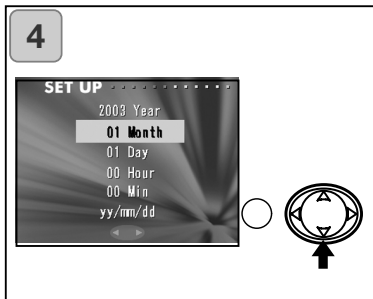 4
SET UP
2003 Year
01 Month
01 Day
00 Hour
00 Min
yy/mm/dd